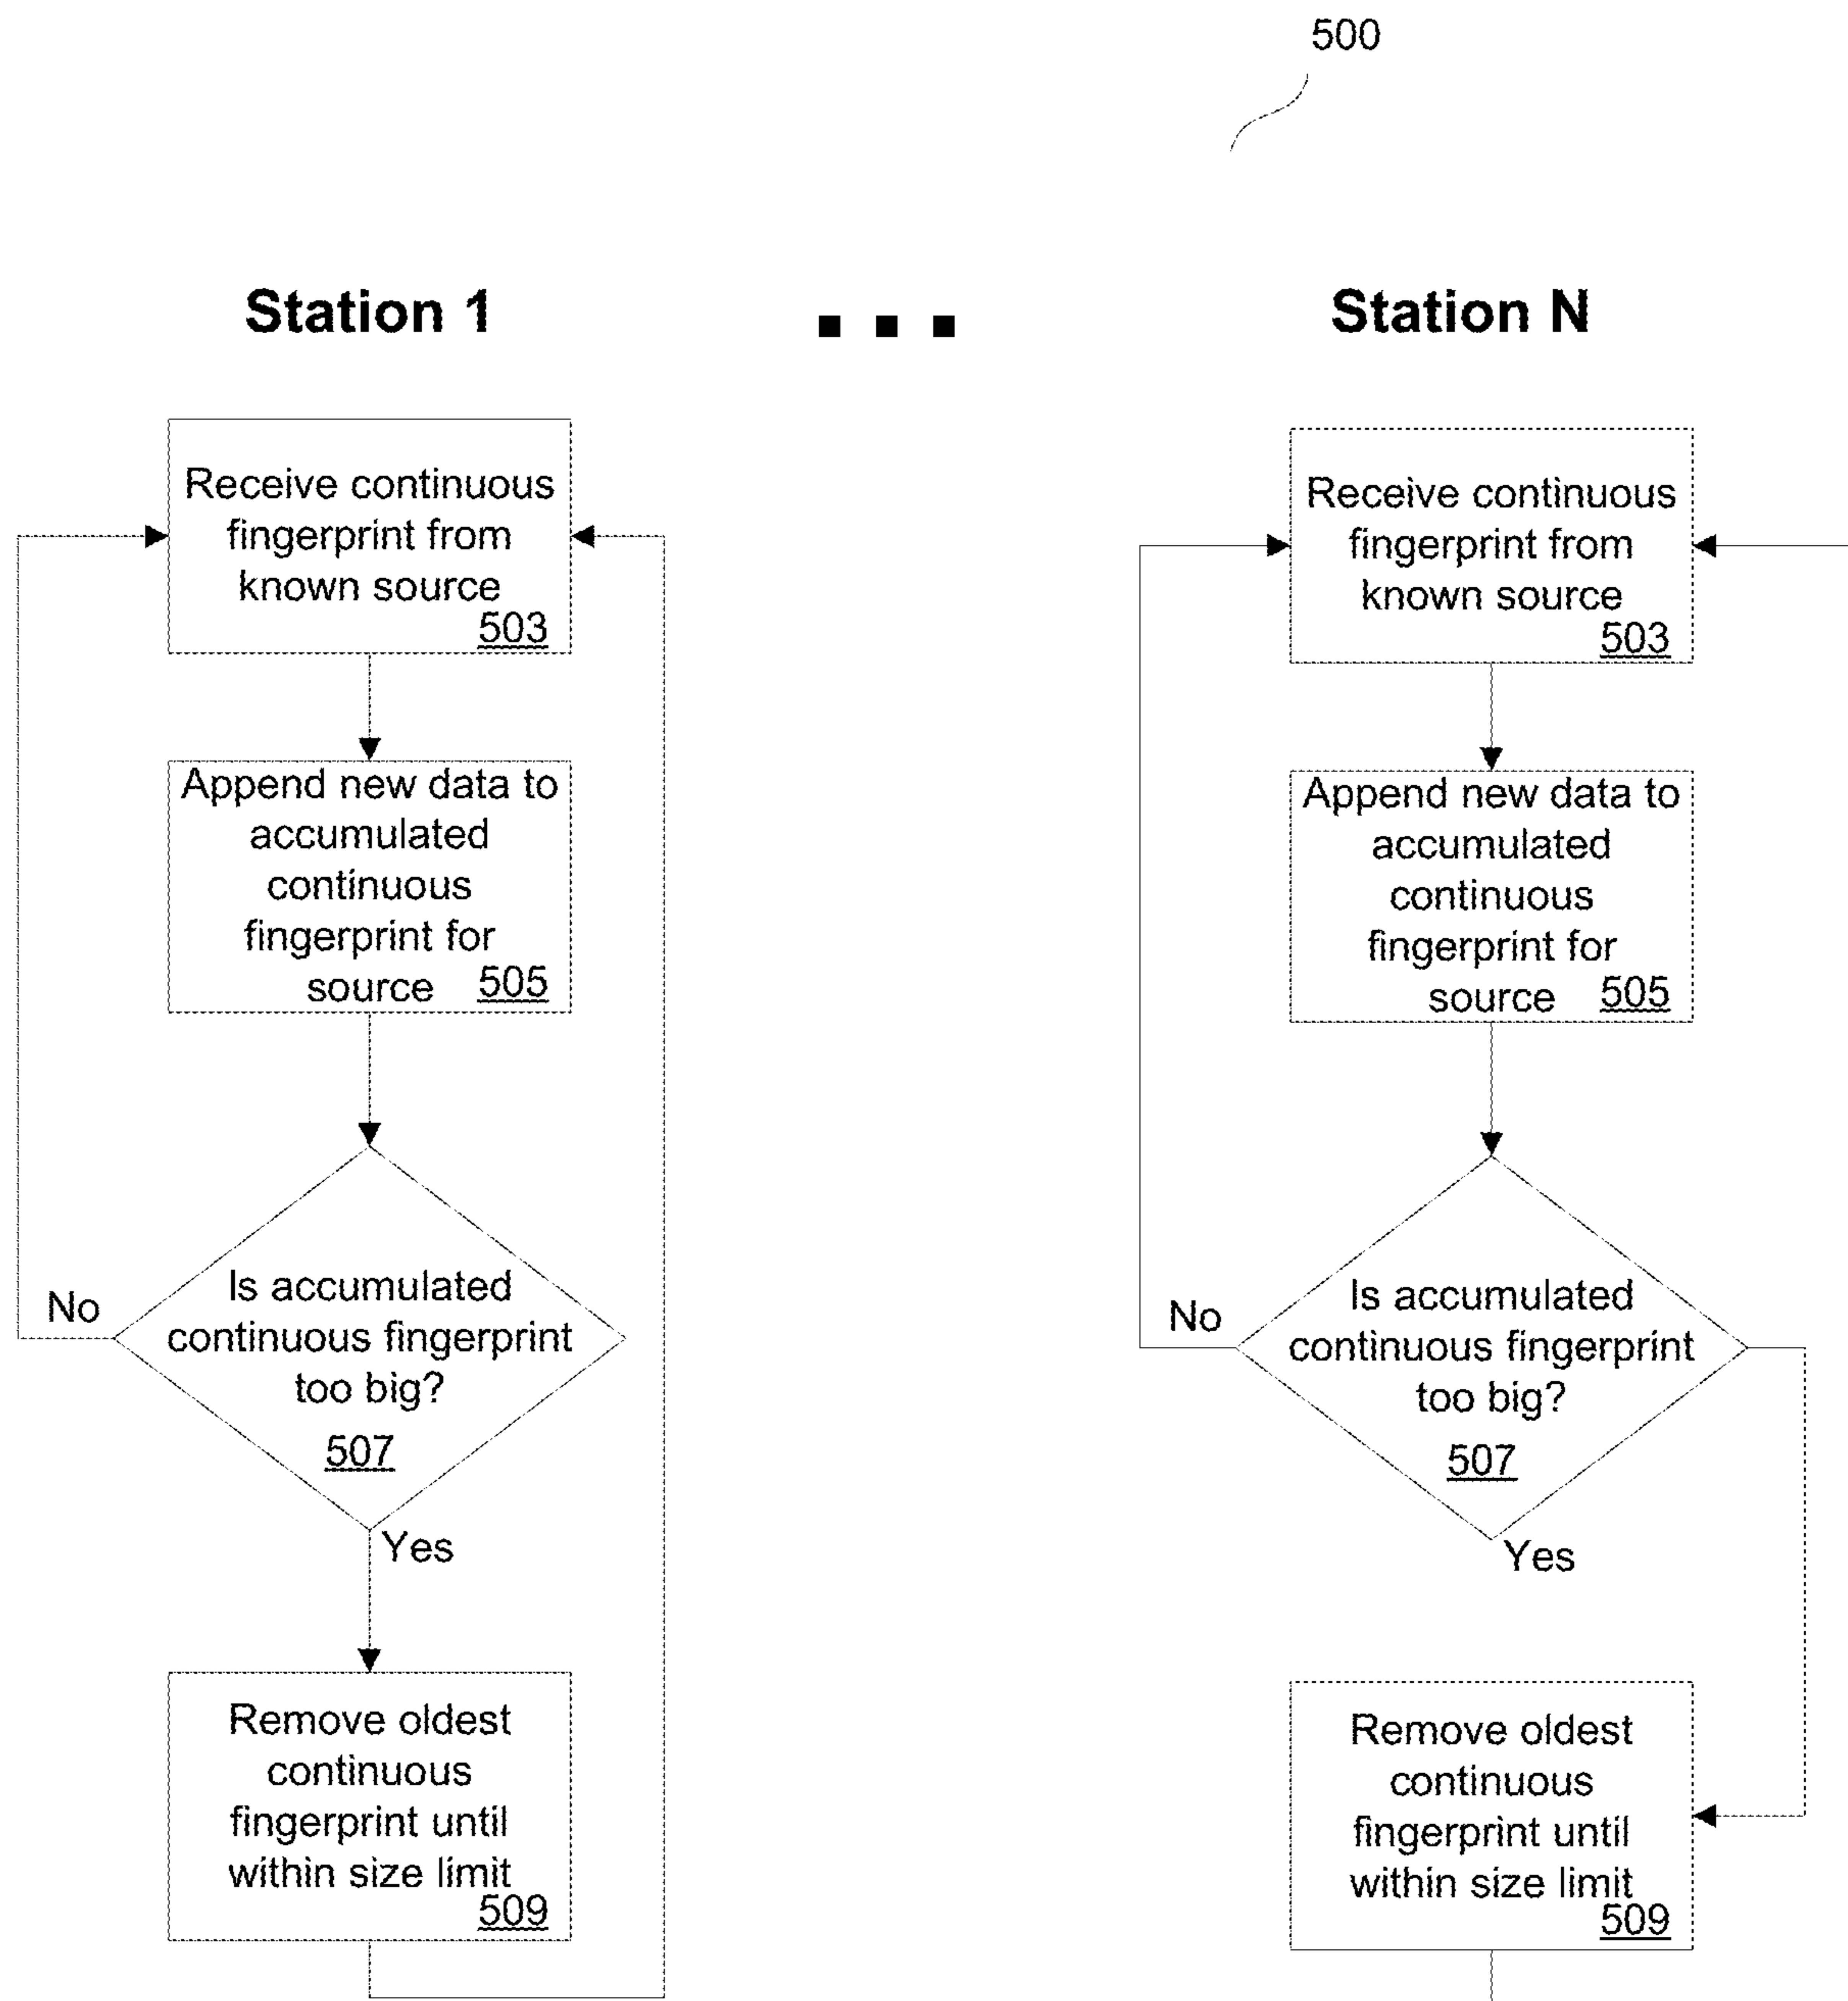 500
Station 1
...
Station N
Receive continuous
fingerprint from
known source
503
Append new data to
accumulated
continuous
fingerprint for
source 505
No
Is accumulated
continuous fingerprint
too big?
507
Yes
Remove oldest
continuous
fingerprint until
within size limit
509
Receive continuous
fingerprint from
known source
503
Append new data to
accumulated
continuous
fingerprint for
source 505
No
Is accumulated
continuous fingerprint
too big?
507
Yes
Remove oldest
continuous
fingerprint until
within size limit
509